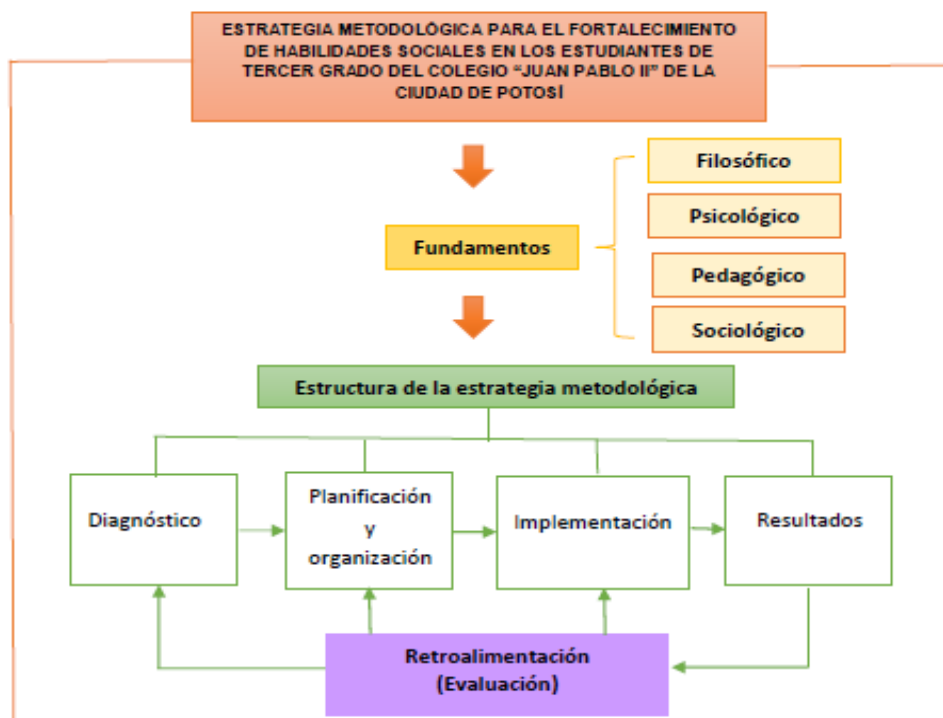 ESTRATEGIA METODOLÓGICA PARA EL FORTALECIMIENTO
DE HABILIDADES SOCIALES EN LOS ESTUDIANTES DE
TERCER GRADO DEL COLEGIO “JUAN PABLO II” DE LA
CIUDAD DE POTOSÍ
Filosófico
Psicológico
Fundamentos
Pedagógico
Sociológico
Estructura de la estrategia metodológica
Diagnóstico
Planificación
y
organización
Implementación
Resultados
Retroalimentación
(Evaluación)